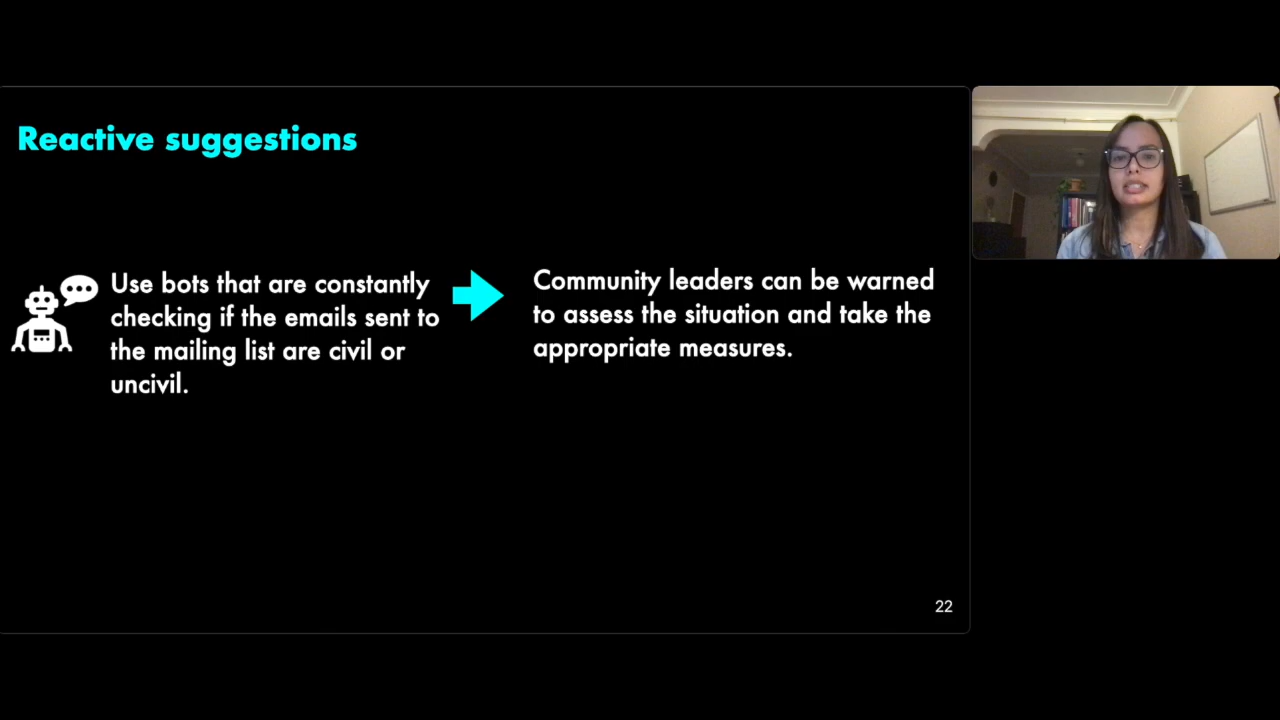 Reactive suggestions
Use bots that are constantly
checking if the emails sent to
the mailing list are civil or
uncivil.
Community leaders can be warned
to assess the situation and take the
appropriate measures.
22